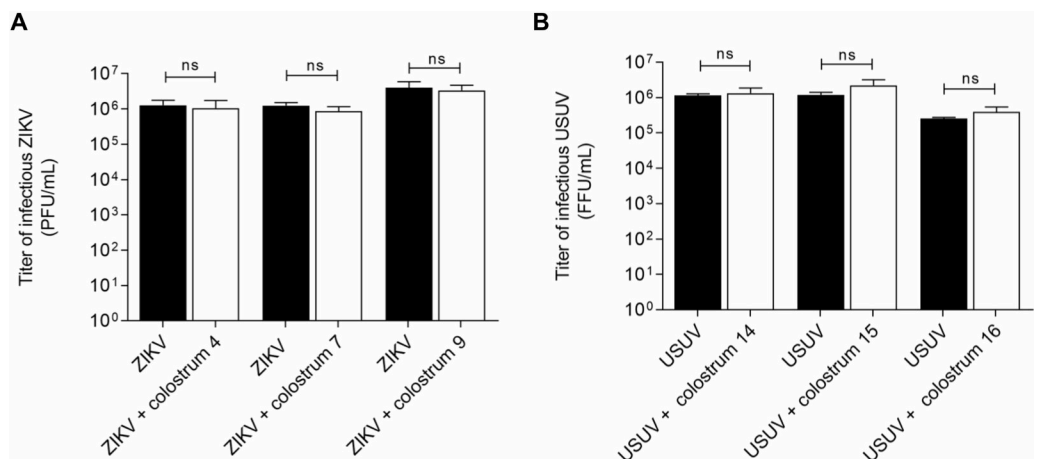 A
Titer of infectious ZIKV
(PFU/mL)
10⁷
10⁶
10⁵
10⁴
10³
10²
10¹
10⁰
ns
ns
ns
ZIKV
ZIKV + colostrum 4
ZIKV
ZIKV + colostrum 7
ZIKV
ZIKV + colostrum 9
B
Titer of infectious USUV
(FFU/mL)
10⁷
10⁶
10⁵
10⁴
10³
10²
10¹
10⁰
ns
ns
ns
USUV
USUV + colostrum 14
USUV
USUV + colostrum 15
USUV
USUV + colostrum 16